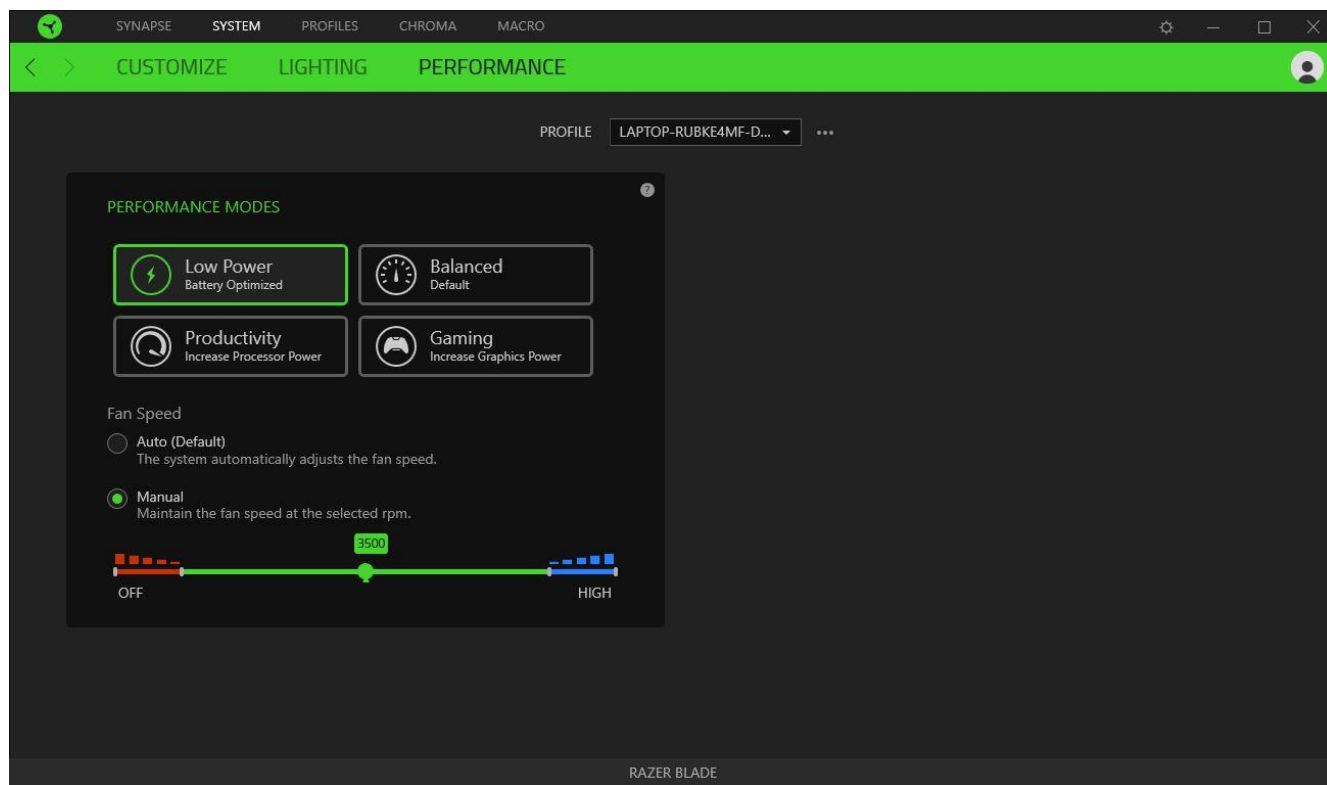 SYNAPSE SYSTEM PROFILES CHROMA MACRO
CUSTOMIZE LIGHTING PERFORMANCE
PROFILE LAPTOP-RUBKE4MF-D...
?
PERFORMANCE MODES
Low Power
Battery Optimized
Balanced
Default
Productivity
Increase Processor Power
Gaming
Increase Graphics Power
Fan Speed
Auto (Default)
The system automatically adjusts the fan speed.
Manual
Maintain the fan speed at the selected rpm.
3500
OFF HIGH
RAZER BLADE